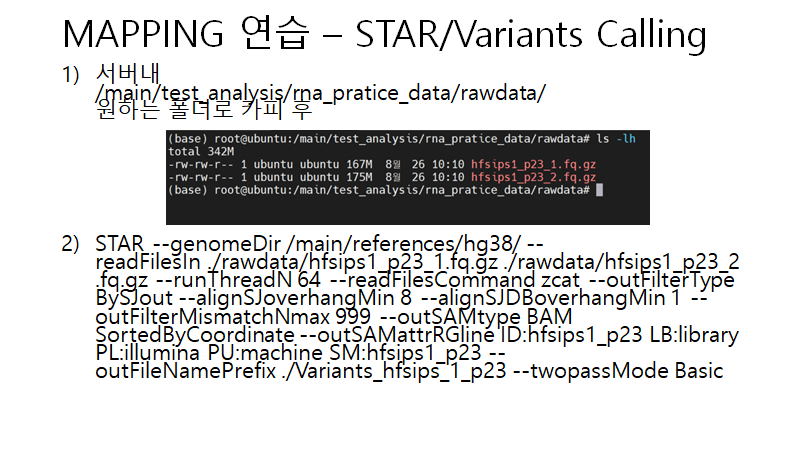 MAPPING 연습 – STAR/Variants Calling
1) 서버내
/main/test_analysis/rna_pratice_data/rawdata/
원하는 폴더로 카피 후
(base) root@ubuntu:/main/test_analysis/rna_pratice_data/rawdata# ls -lh
total 342M
-rw-rw-r-- 1 ubuntu ubuntu 167M 8월 26 10:10 hfsips1_p23_1.fq.gz
-rw-rw-r-- 1 ubuntu ubuntu 175M 8월 26 10:10 hfsips1_p23_2.fq.gz
(base) root@ubuntu:/main/test_analysis/rna_pratice_data/rawdata#
2) STAR --genomeDir /main/references/hg38/ --
readFilesIn ./rawdata/hfsips1_p23_1.fq.gz ./rawdata/hfsips1_p23_2
.fq.gz --runThreadN 64 --readFilesCommand zcat --outFilterType
BySJout --alignSJoverhangMin 8 --alignSJDBoverhangMin 1 --
outFilterMismatchNmax 999 --outSAMtype BAM
SortedByCoordinate --outSAMattrRGline ID:hfsips1_p23 LB:library
PL:illumina PU:machine SM:hfsips1_p23 --
outFileNamePrefix ./Variants_hfsips_1_p23 --twopassMode Basic